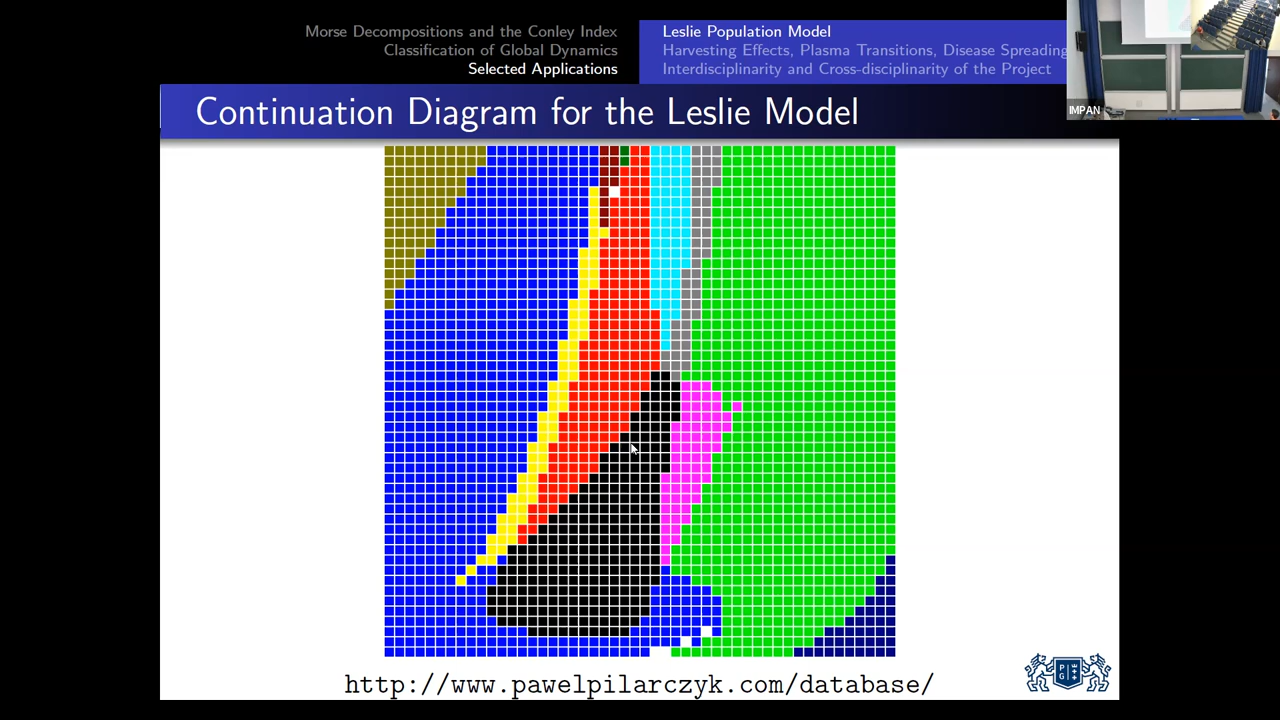 Morse Decompositions and the Conley Index
Classification of Global Dynamics
Selected Applications
Leslie Population Model
Harvesting Effects, Plasma Transitions, Disease Spreading
Interdisciplinarity and Cross-disciplinarity of the Project
IMPAN
Continuation Diagram for the Leslie Model
http://www.pawelpilarczyk.com/database/
P
G